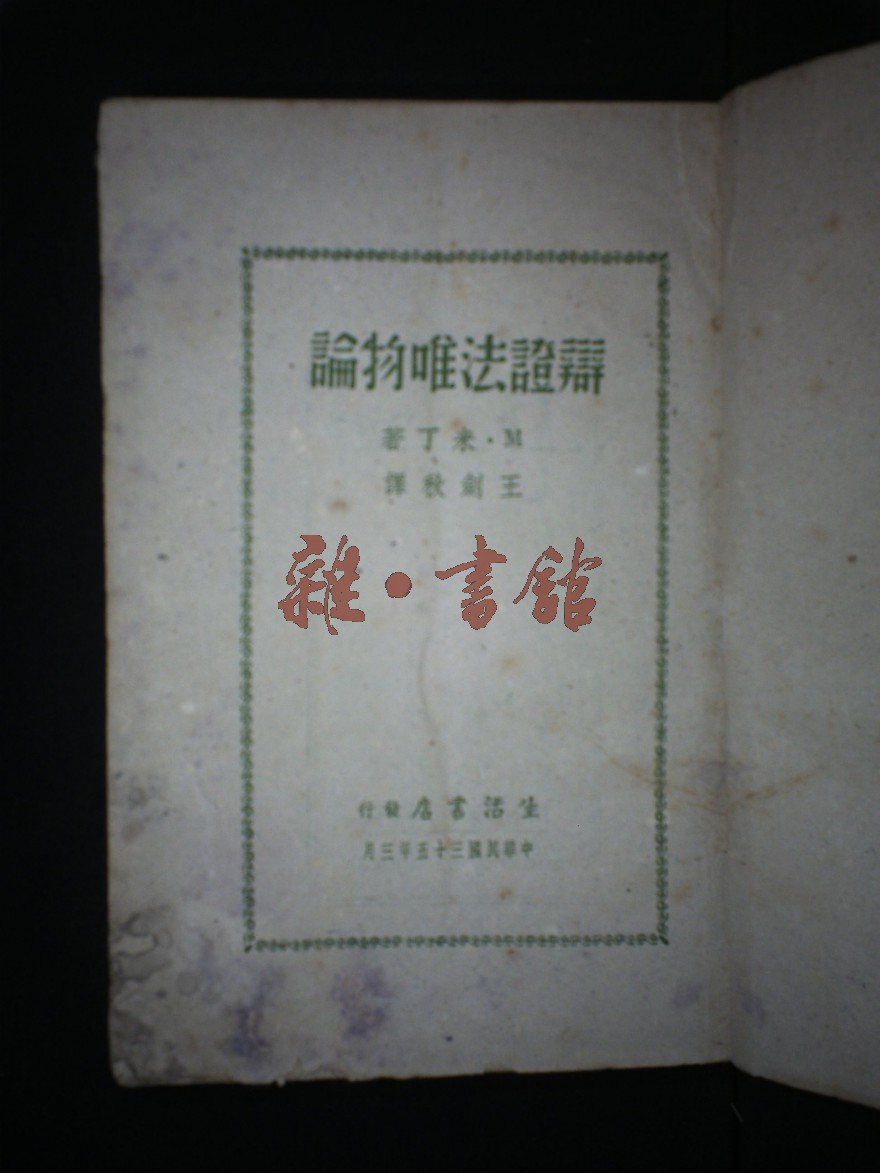 辯證法唯物論
M·米丁著
王劍秋譯
雜·書館
生活書店發行
中華民國三十五年三月